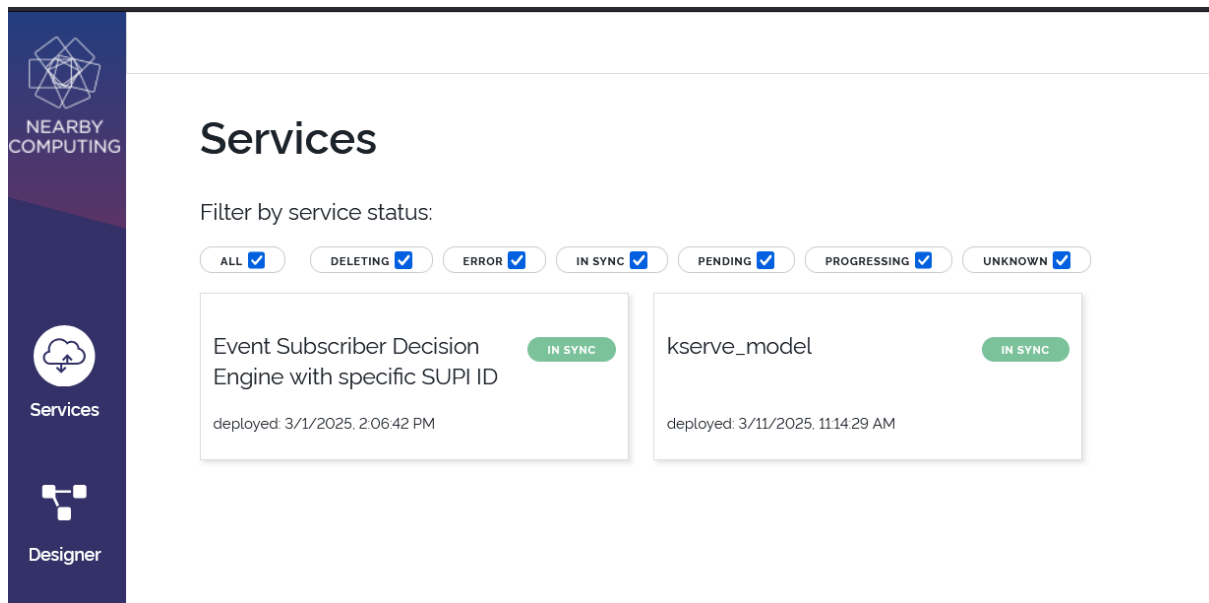 NEARBY
COMPUTING
Services
Filter by service status:
ALL DELETING ERROR IN SYNC PENDING PROGRESSING UNKNOWN
Event Subscriber Decision
Engine with specific SUPI ID
IN SYNC
deployed: 3/1/2025, 2:06:42 PM
kserve_model
IN SYNC
deployed: 3/11/2025, 11:14:29 AM
Services
Designer